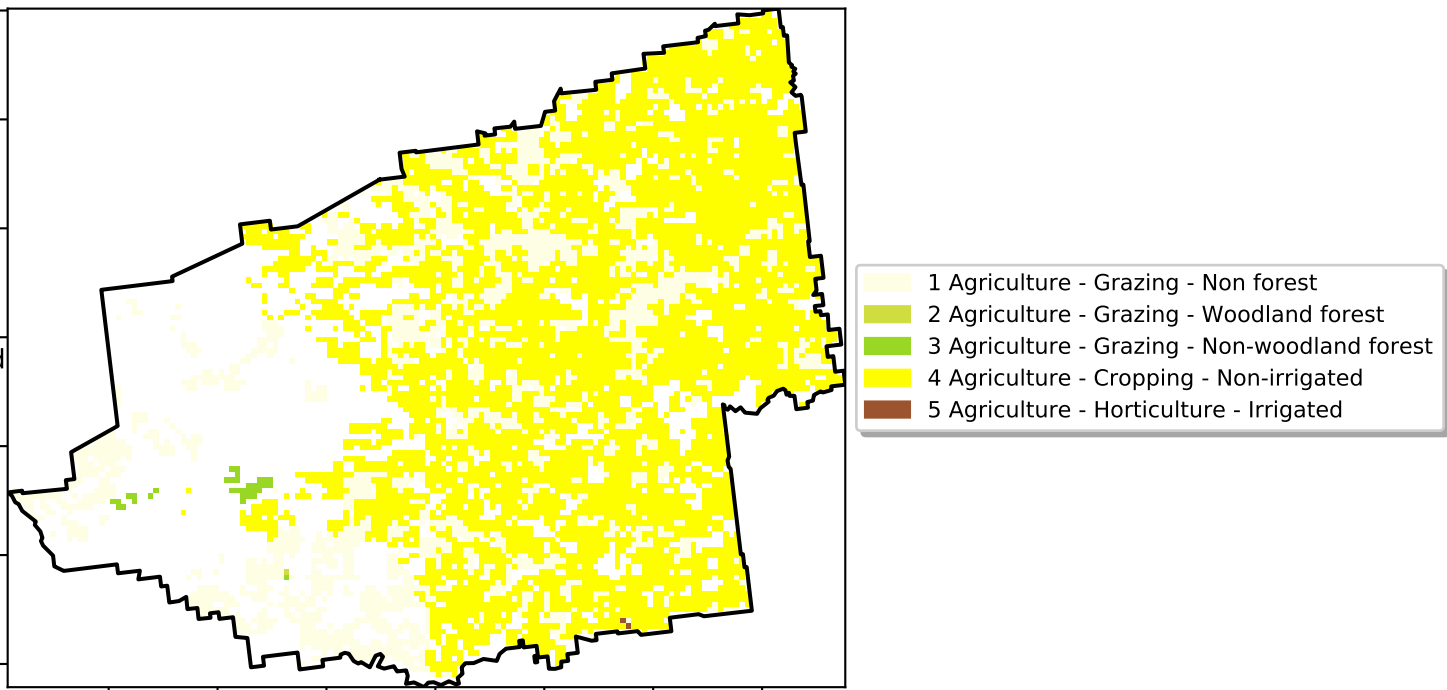 1 Agriculture - Grazing - Non forest
2 Agriculture - Grazing - Woodland forest
3 Agriculture - Grazing - Non-woodland forest
4 Agriculture - Cropping - Non-irrigated
5 Agriculture - Horticulture - Irrigated